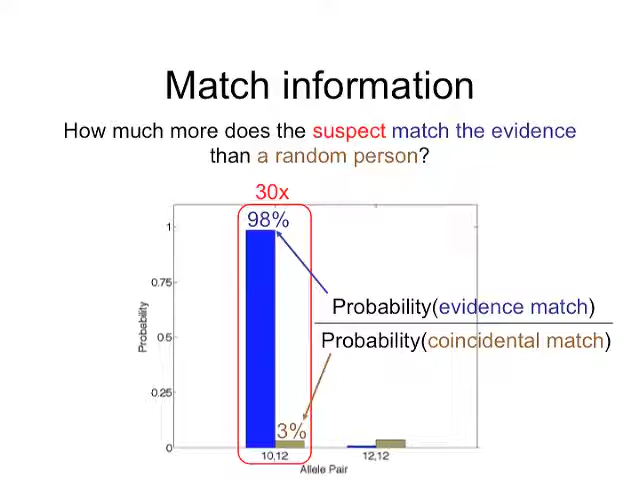 Match information
How much more does the suspect match the evidence
than a random person?
30x
98%
1
0.75
Probability(evidence match)
Probability(coincidental match)
0.5
Probability
0.25
3%
0
10,12
12,12
Allele Pair